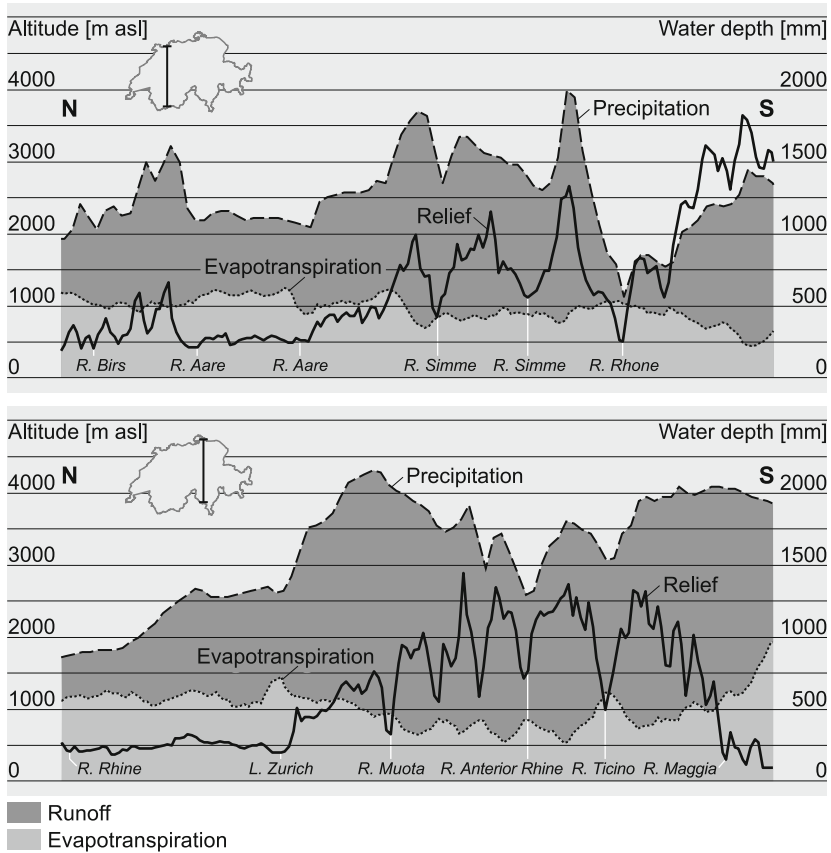 Altitude [m asl] Water depth [mm]
4000 2000
N S
Precipitation
3000 1500
Relief
2000 1000
Evapotranspiration
1000 500
0 0
R. Birs R. Aare R. Aare R. Simme R. Simme R. Rhone
Altitude [m asl] Water depth [mm]
N S
4000 2000
Precipitation
3000 1500
Relief
2000 1000
Evapotranspiration
1000 500
0 0
R. Rhine L. Zurich R. Muota R. Anterior Rhine R. Ticino R. Maggia
Runoff
Evapotranspiration